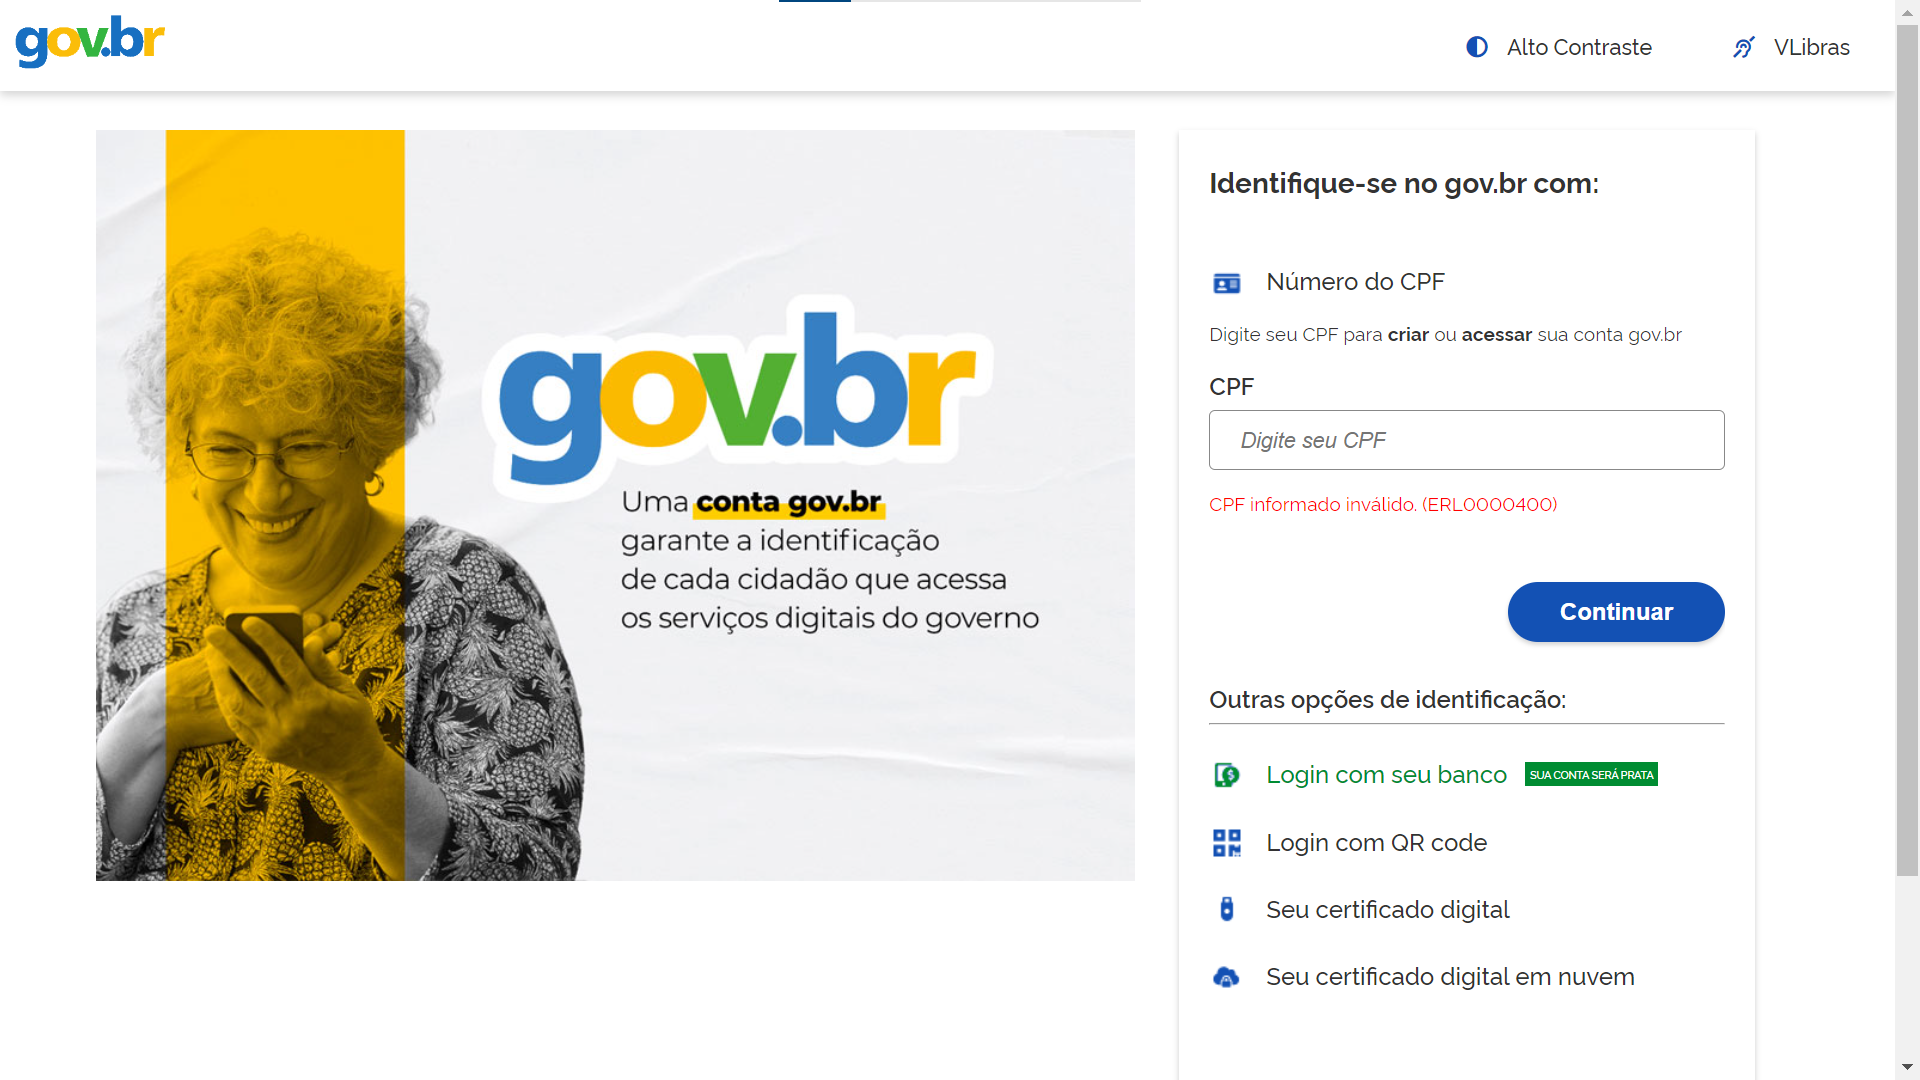 gov.br
Alto Contraste
VLibras
gov.br
Uma conta gov.br
garante a identificação
de cada cidadão que acessa
os serviços digitais do governo
Identifique-se no gov.br com:
Número do CPF
Digite seu CPF para criar ou acessar sua conta gov.br
CPF
Digite seu CPF
CPF informado inválido. (ERL0000400)
Continuar
Outras opções de identificação:
Login com seu banco SUA CONTA SERÁ PRATA
Login com QR code
Seu certificado digital
Seu certificado digital em nuvem